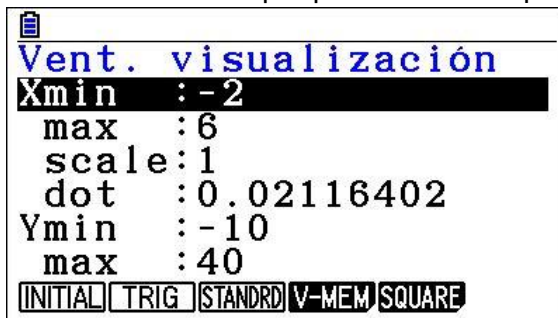 Vent. visualización
Xmin :-2
max :6
scale:1
dot :0.02116402
Ymin :-10
max :40
INITIAL TRIG STANDRD V-MEM SQUARE